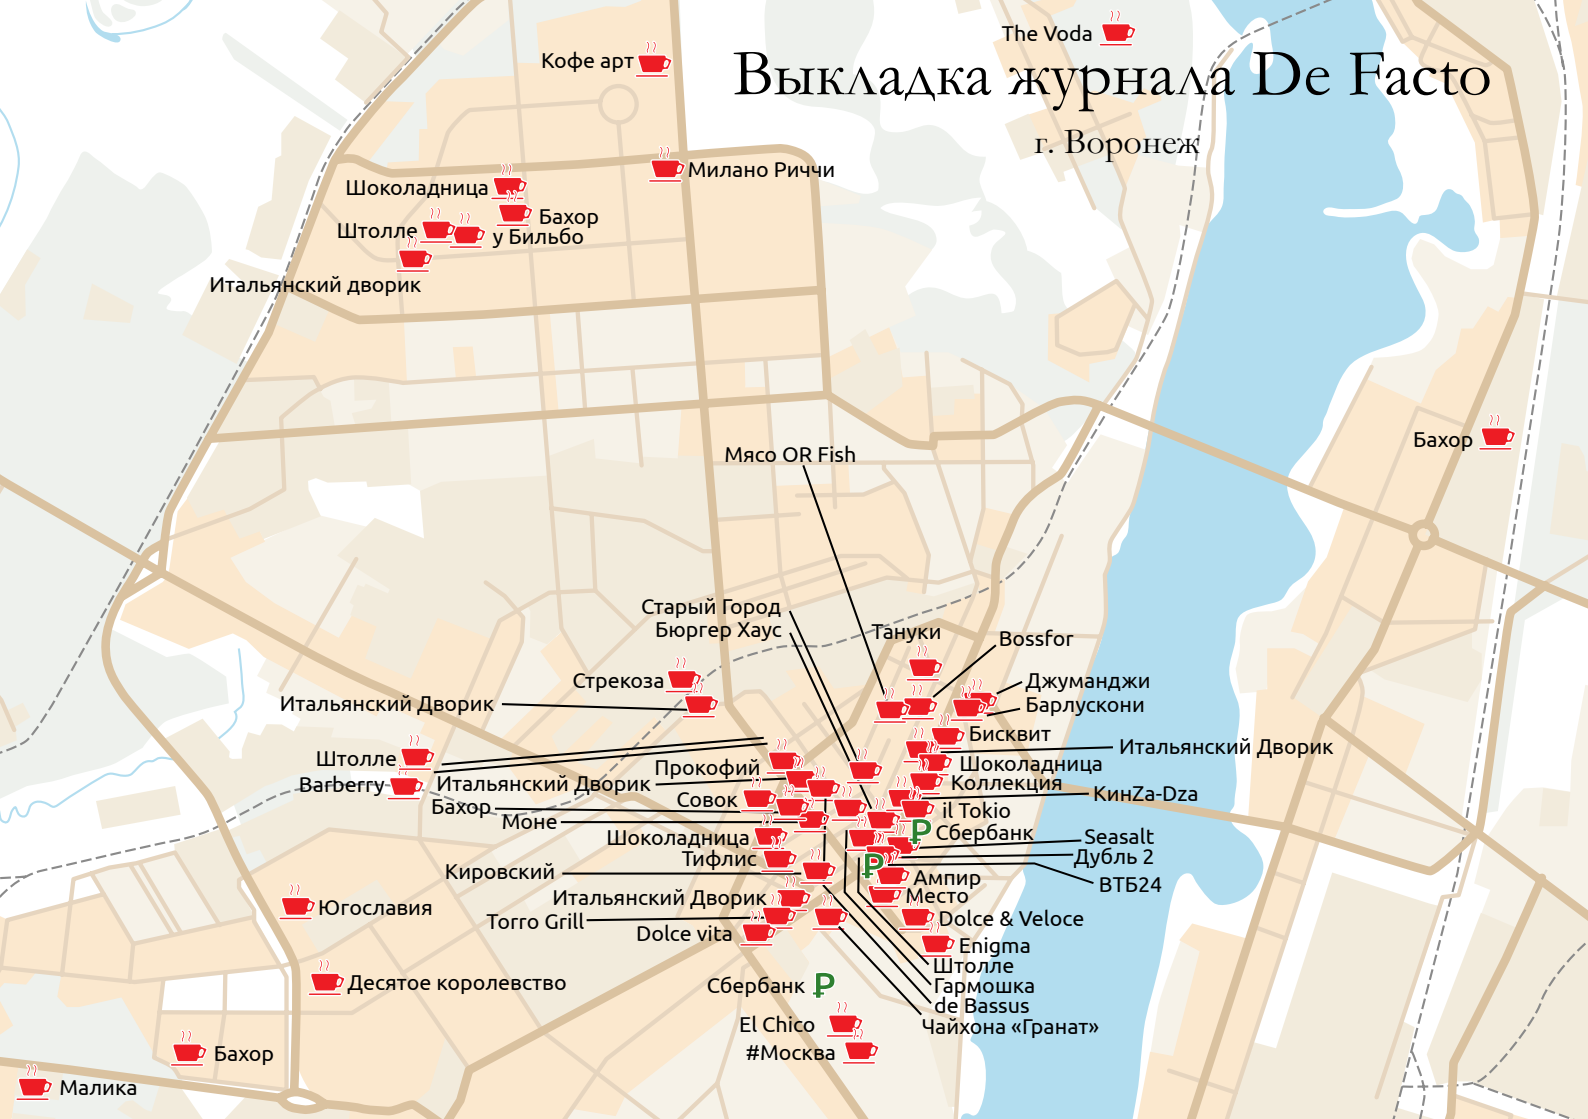 The Voda
Кофе арт
Выкладка журнала De Facto
г. Воронеж
Милано Риччи
Шоколадница
Бахор
Штолле
у Бильбо
Итальянский дворик
Бахор
Мясо OR Fish
Старый Город
Бюргер Хаус
Тануки
Bossfor
Стрекоза
Джуманджи
Итальянский Дворик
Барлускони
Бисквит
Итальянский Дворик
Штолле
Прокофий
Шоколадница
Barberry
Итальянский Дворик
Коллекция
КинZa-Dza
Совок
Бахор
il Tokio
Моне
₽
Сбербанк
Шоколадница
Seasalt
Тифлис
Дубль 2
Кировский
₽
Ампир
ВТБ24
Итальянский Дворик
Место
Югославия
Torro Grill
Dolce & Veloce
Dolce vita
Enigma
Штолле
Десятое королевство
Сбербанк ₽
Гармошка
de Bassus
El Chico
Чайхона «Гранат»
#Москва
Бахор
Малика